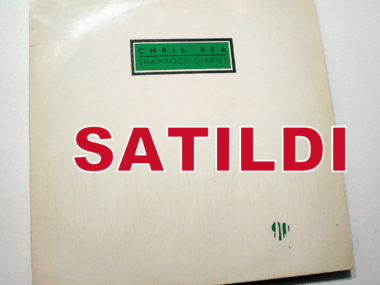 CHRIS · REA
SHAMROCK · DIARIES
SATILDI